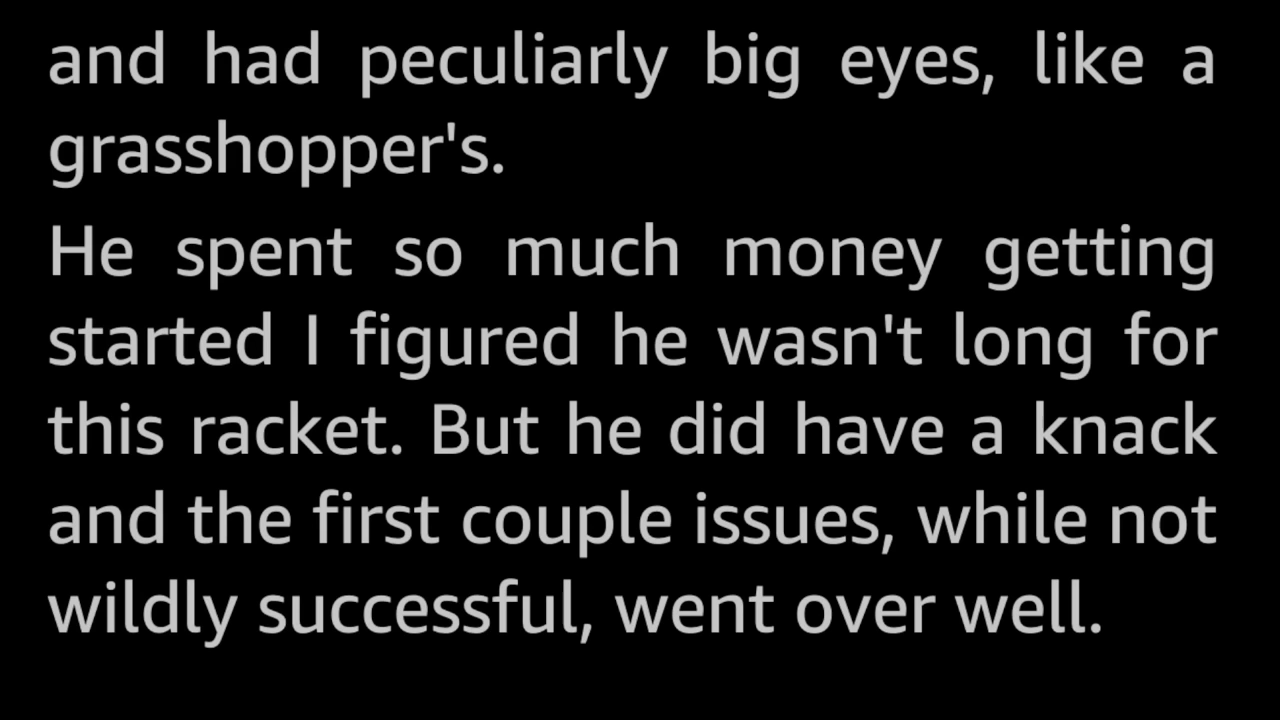 and had peculiarly big eyes, like a
grasshopper's.
He spent so much money getting
started I figured he wasn't long for
this racket. But he did have a knack
and the first couple issues, while not
wildly successful, went over well.